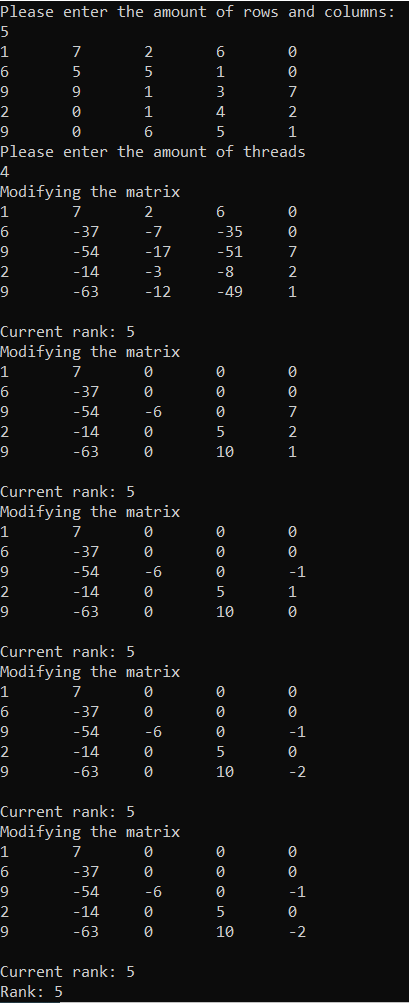 Please enter the amount of rows and columns:
5
1 7 2 6 0
6 5 5 1 0
9 9 1 3 7
2 0 1 4 2
9 0 6 5 1
Please enter the amount of threads
4
Modifying the matrix
1 7 2 6 0
6 -37 -7 -35 0
9 -54 -17 -51 7
2 -14 -3 -8 2
9 -63 -12 -49 1
Current rank: 5
Modifying the matrix
1 7 0 0 0
6 -37 0 0 0
9 -54 -6 0 7
2 -14 0 5 2
9 -63 0 10 1
Current rank: 5
Modifying the matrix
1 7 0 0 0
6 -37 0 0 0
9 -54 -6 0 -1
2 -14 0 5 1
9 -63 0 10 0
Current rank: 5
Modifying the matrix
1 7 0 0 0
6 -37 0 0 0
9 -54 -6 0 -1
2 -14 0 5 0
9 -63 0 10 -2
Current rank: 5
Modifying the matrix
1 7 0 0 0
6 -37 0 0 0
9 -54 -6 0 -1
2 -14 0 5 0
9 -63 0 10 -2
Current rank: 5
Rank: 5